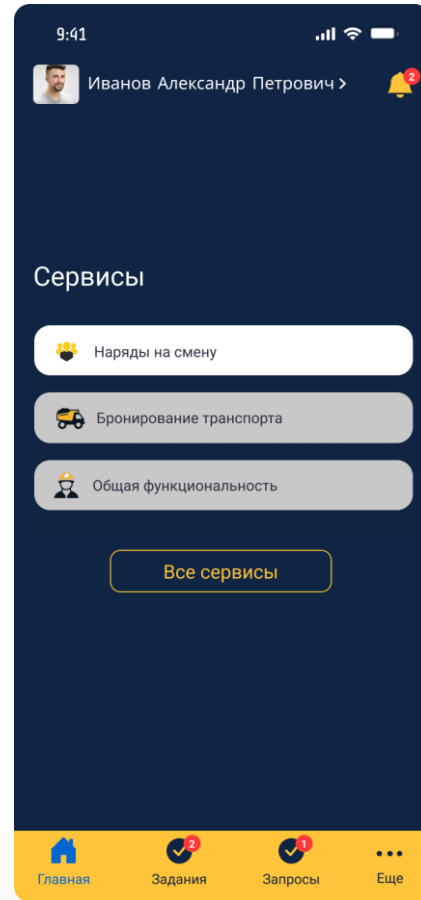 9:41
Иванов Александр Петрович >
2
Сервисы
Наряды на смену
Бронирование транспорта
Общая функциональность
Все сервисы
2
1
Главная
Задания
Запросы
Еще